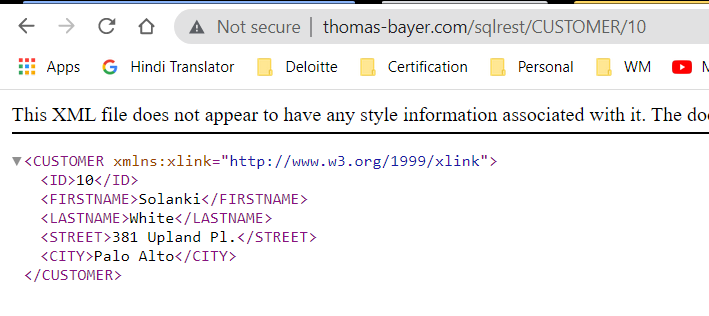 Not secure | thomas-bayer.com/sqlrest/CUSTOMER/10
Apps Hindi Translator Deloitte Certification Personal WM
This XML file does not appear to have any style information associated with it. The
▼<CUSTOMER xmlns:xlink="http://www.w3.org/1999/xlink">
<ID>10</ID>
<FIRSTNAME>Solanki</FIRSTNAME>
<LASTNAME>White</LASTNAME>
<STREET>381 Upland Pl.</STREET>
<CITY>Palo Alto</CITY>
</CUSTOMER>